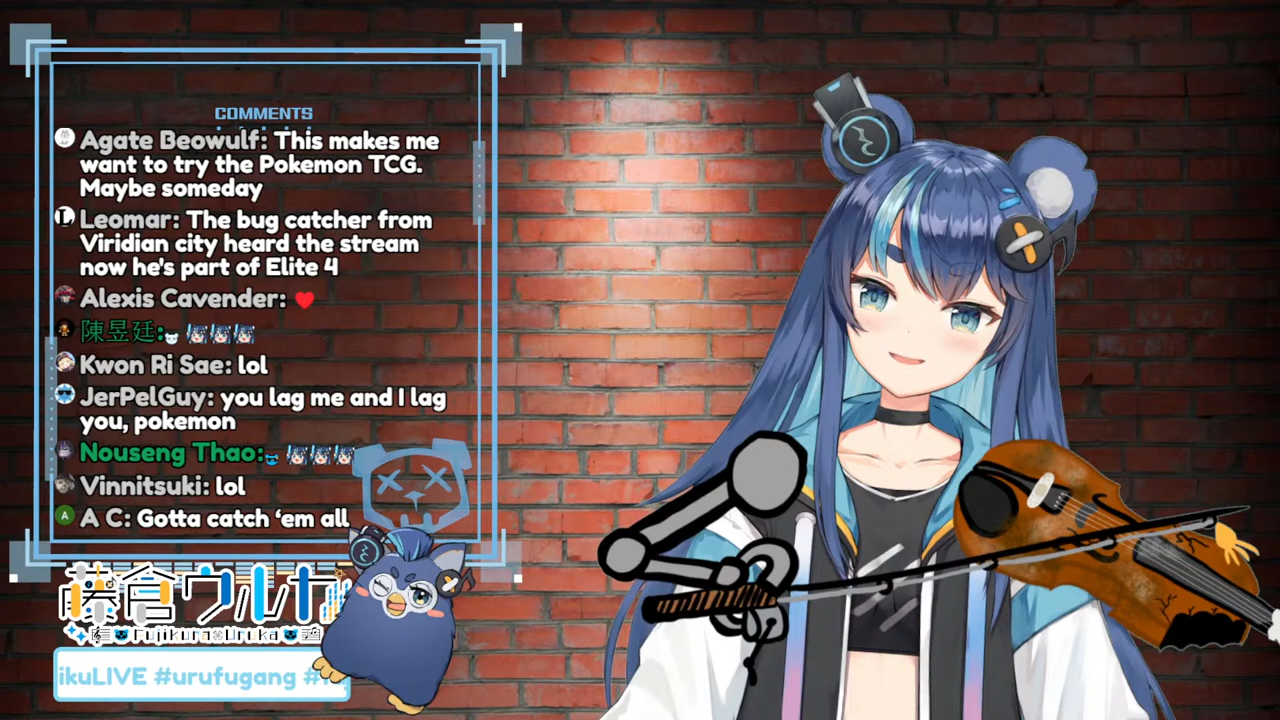 COMMENTS
Agate Beowulf: This makes me
want to try the Pokemon TCG.
Maybe someday
Leomar: The bug catcher from
Viridian city heard the stream
now he's part of Elite 4
Alexis Cavender:
陳昱廷:
Kwon Ri Sae: lol
JerPelGuy: you lag me and I lag
you, pokemon
Nouseng Thao:
Vinnitsuki: lol
A C: Gotta catch ‘em all
藤倉ウルカ
Fujikura Uruka
ikuLIVE #urufugang #